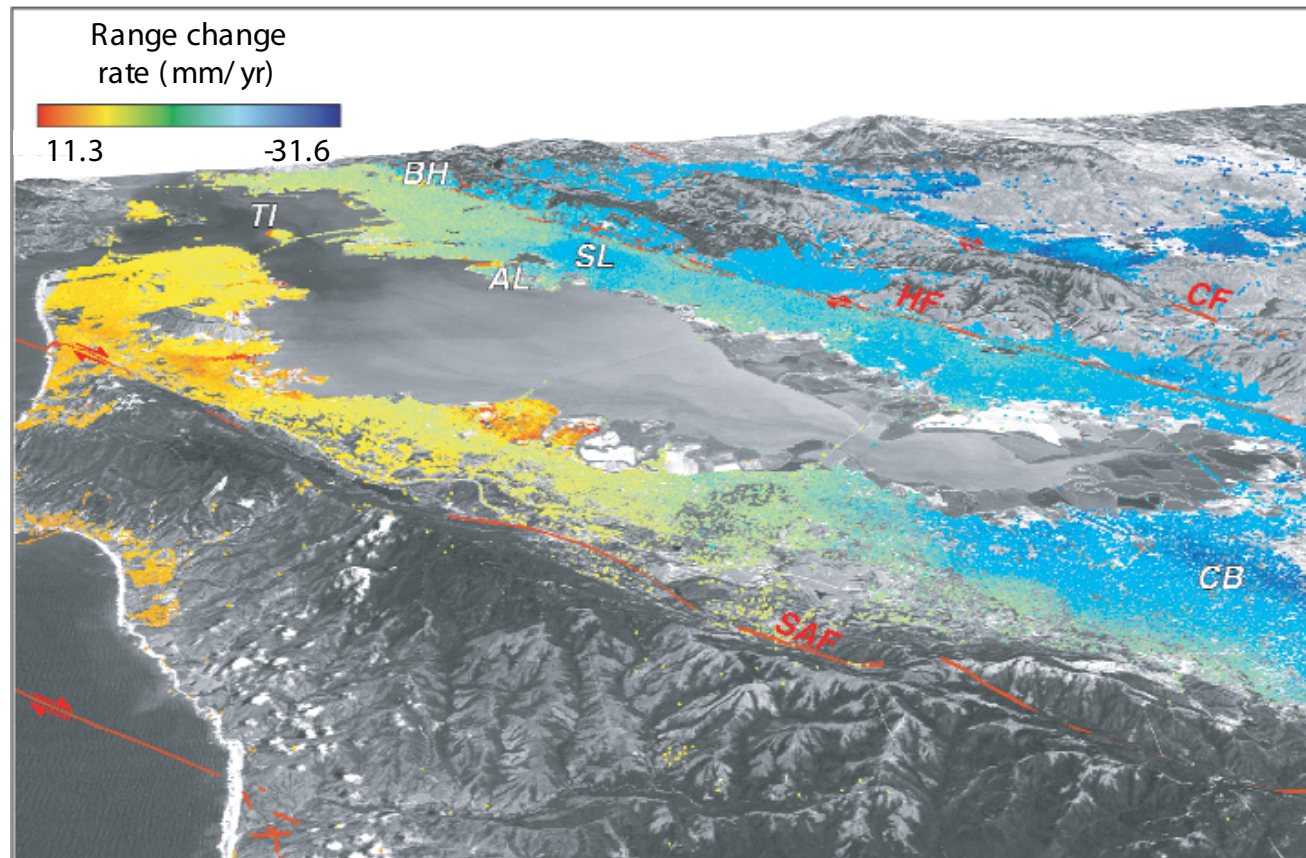 Range change
rate (mm/yr)
11.3
-31.6
BH
TI
SL
AL
HF
CF
CB
SAF